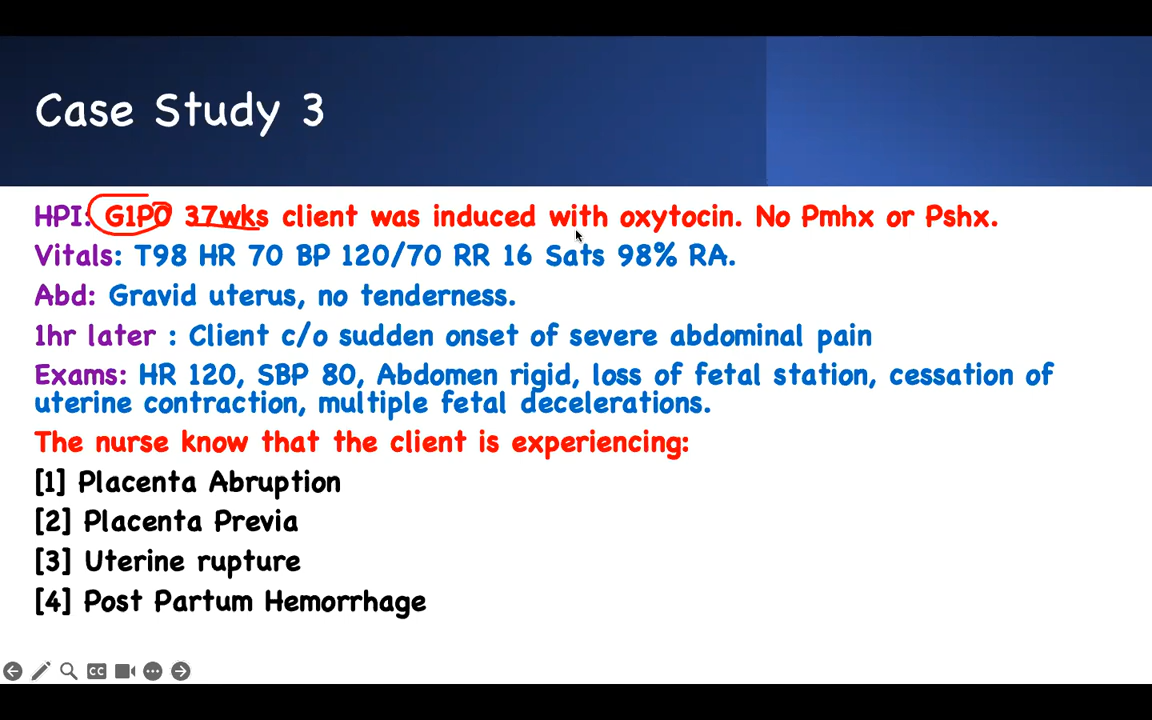 Case Study 3
HPI: G1P0 37wks client was induced with oxytocin. No Pmhx or Pshx.
Vitals: T98 HR 70 BP 120/70 RR 16 Sats 98% RA.
Abd: Gravid uterus, no tenderness.
1hr later : Client c/o sudden onset of severe abdominal pain
Exams: HR 120, SBP 80, Abdomen rigid, loss of fetal station, cessation of
uterine contraction, multiple fetal decelerations.
The nurse know that the client is experiencing:
[1] Placenta Abruption
[2] Placenta Previa
[3] Uterine rupture
[4] Post Partum Hemorrhage
CC